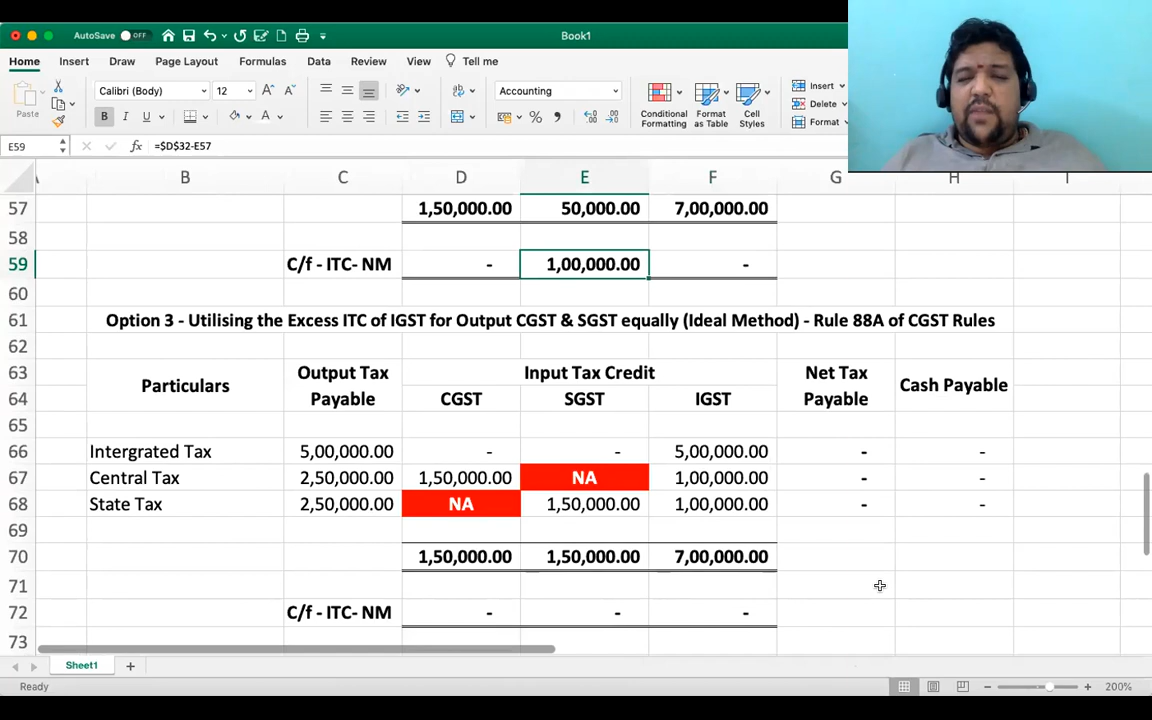 AutoSave OFF Book1
Home Insert Draw Page Layout Formulas Data Review View Tell me
Paste Calibri (Body) 12 A A Accounting Conditional Formatting Format as Table Cell Styles Insert Delete Format
B I U A % 
E59 fx =$D$32-E57
B C D E F G H I
57 1,50,000.00 50,000.00 7,00,000.00
58
59 C/f - ITC- NM - 1,00,000.00 -
60
61 Option 3 - Utilising the Excess ITC of IGST for Output CGST & SGST equally (Ideal Method) - Rule 88A of CGST Rules
62
63 Particulars Output Tax Payable Input Tax Credit Net Tax Payable Cash Payable
64 CGST SGST IGST
65
66 Intergrated Tax 5,00,000.00 - - 5,00,000.00 - -
67 Central Tax 2,50,000.00 1,50,000.00 NA 1,00,000.00 - -
68 State Tax 2,50,000.00 NA 1,50,000.00 1,00,000.00 - -
69
70 1,50,000.00 1,50,000.00 7,00,000.00
71
72 C/f - ITC- NM - - -
73
Sheet1 +
Ready 200%